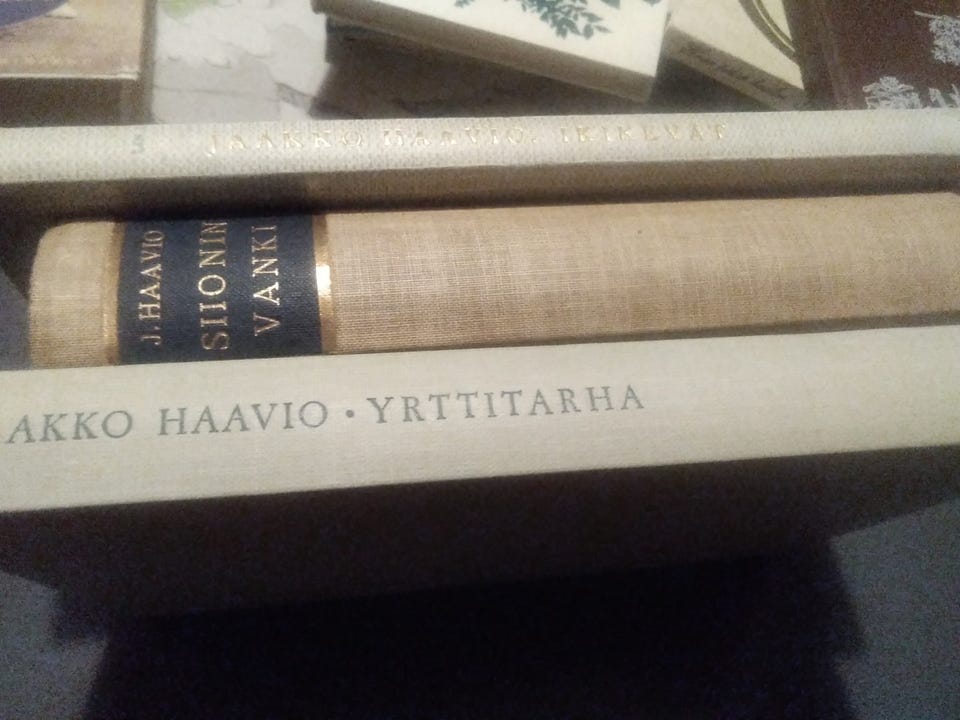 JAAKKO HAAVIO: IKIKEVÄT
J. HAAVIO
SIIONIN
VANKI
AKKO HAAVIO • YRTTITARHA